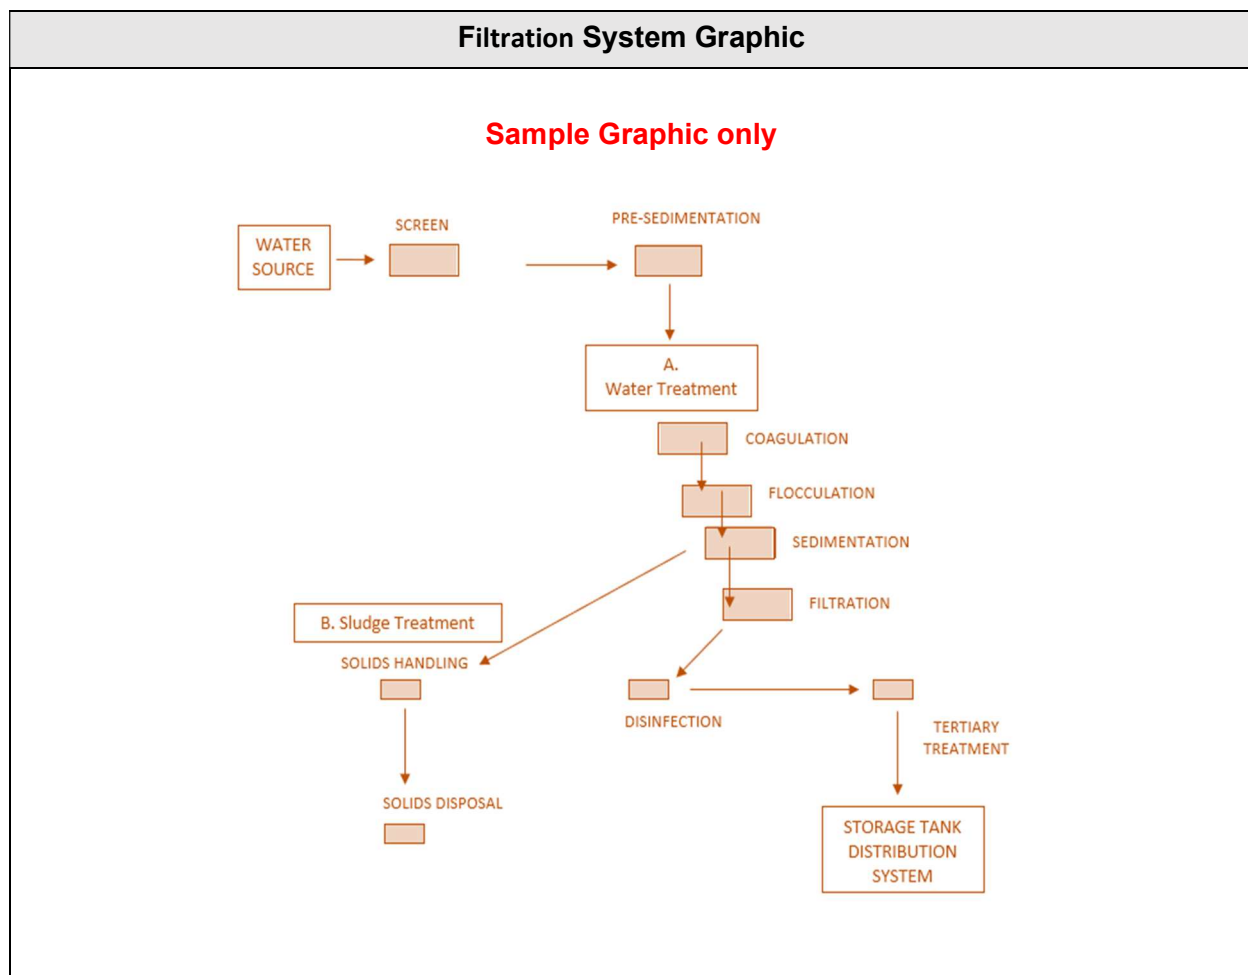 Filtration System Graphic
Sample Graphic only
WATER
SOURCE
SCREEN
PRE-SEDIMENTATION
A.
Water Treatment
COAGULATION
FLOCCULATION
SEDIMENTATION
FILTRATION
B. Sludge Treatment
SOLIDS HANDLING
DISINFECTION
TERTIARY
TREATMENT
SOLIDS DISPOSAL
STORAGE TANK
DISTRIBUTION
SYSTEM